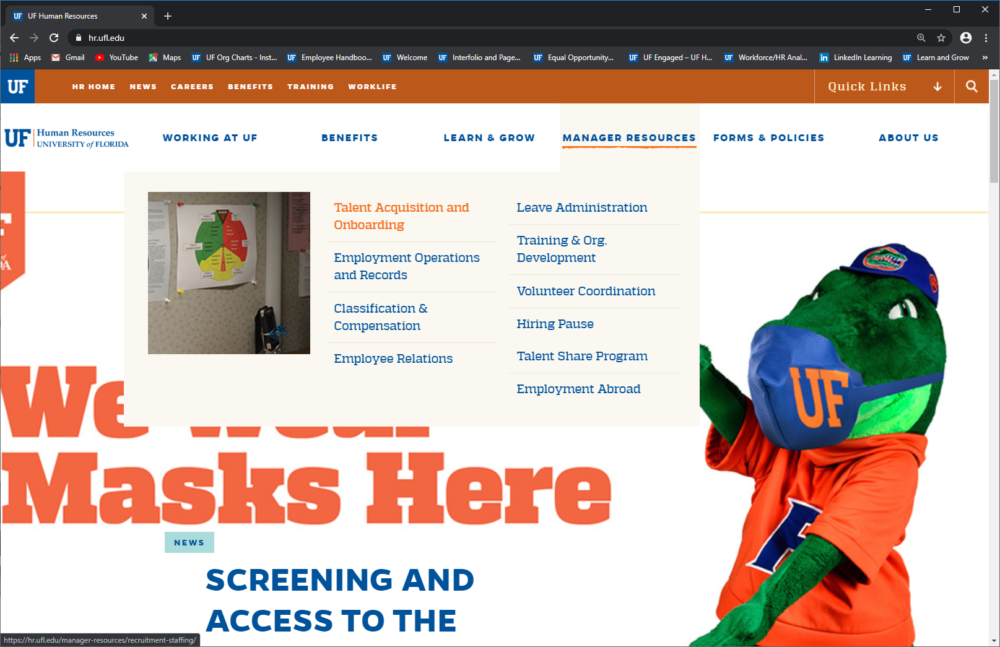 UF Human Resources
hr.ufl.edu
Apps
Gmail
YouTube
Maps
UF Org Charts - Inst...
Employee Handboo...
Welcome
Interfolio and Page...
Equal Opportunity...
UF Engaged – UF H...
Workforce/HR Anal...
LinkedIn Learning
Learn and Grow
UF
HR HOME
NEWS
CAREERS
BENEFITS
TRAINING
WORKLIFE
Quick Links
UF Human Resources
UNIVERSITY of FLORIDA
WORKING AT UF
BENEFITS
LEARN & GROW
MANAGER RESOURCES
FORMS & POLICIES
ABOUT US
Talent Acquisition and
Onboarding
Employment Operations
and Records
Classification &
Compensation
Employee Relations
Leave Administration
Training & Org.
Development
Volunteer Coordination
Hiring Pause
Talent Share Program
Employment Abroad
UF
We Wear
Masks Here
NEWS
SCREENING AND
ACCESS TO THE
https://hr.ufl.edu/manager-resources/recruitment-staffing/